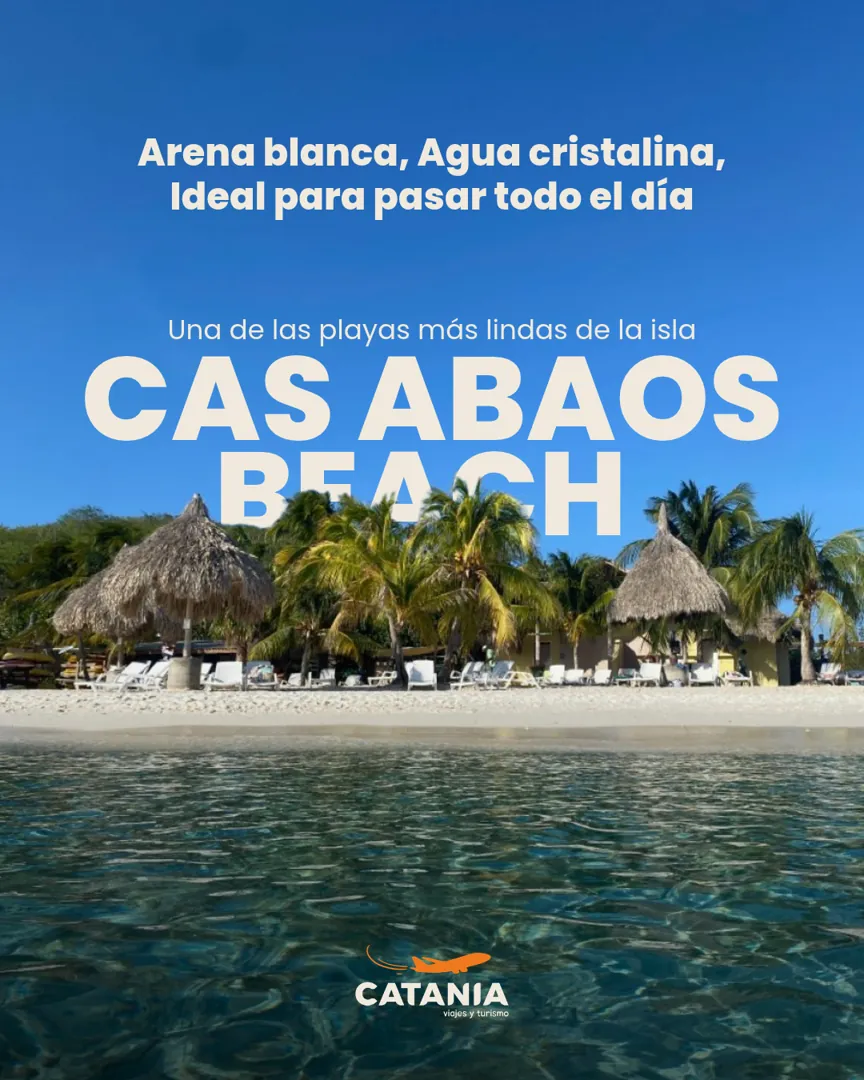 Arena blanca, Agua cristalina,
Ideal para pasar todo el día
Una de las playas más lindas de la isla
CAS ABAOS
BEACH
CATANIA
viajes y turismo